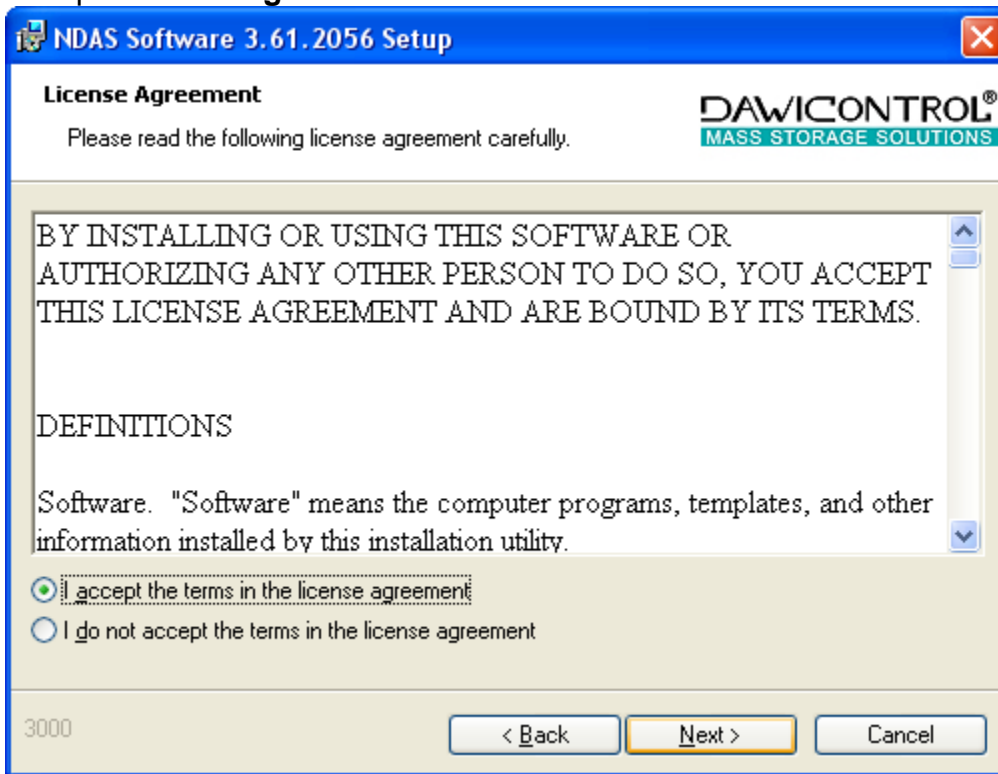 NDAS Software 3.61.2056 Setup
License Agreement
Please read the following license agreement carefully.
DAWICONTROL®
MASS STORAGE SOLUTIONS
BY INSTALLING OR USING THIS SOFTWARE OR
AUTHORIZING ANY OTHER PERSON TO DO SO, YOU ACCEPT
THIS LICENSE AGREEMENT AND ARE BOUND BY ITS TERMS.
DEFINITIONS
Software. "Software" means the computer programs, templates, and other
information installed by this installation utility.
I accept the terms in the license agreement
I do not accept the terms in the license agreement
3000
< Back
Next >
Cancel